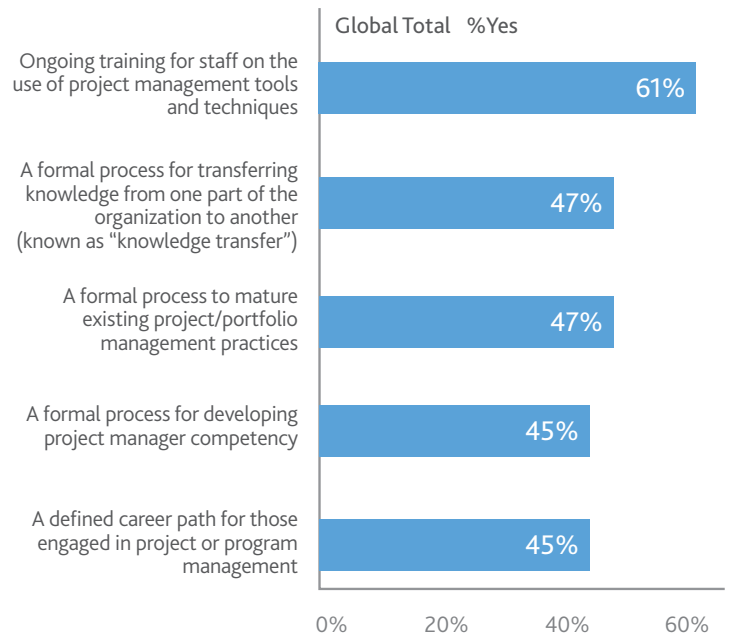 Global Total %Yes
Ongoing training for staff on the
use of project management tools
and techniques
61%
A formal process for transferring
knowledge from one part of the
organization to another
(known as “knowledge transfer”)
47%
A formal process to mature
existing project/portfolio
management practices
47%
A formal process for developing
project manager competency
45%
A defined career path for those
engaged in project or program
management
45%
0% 20% 40% 60%